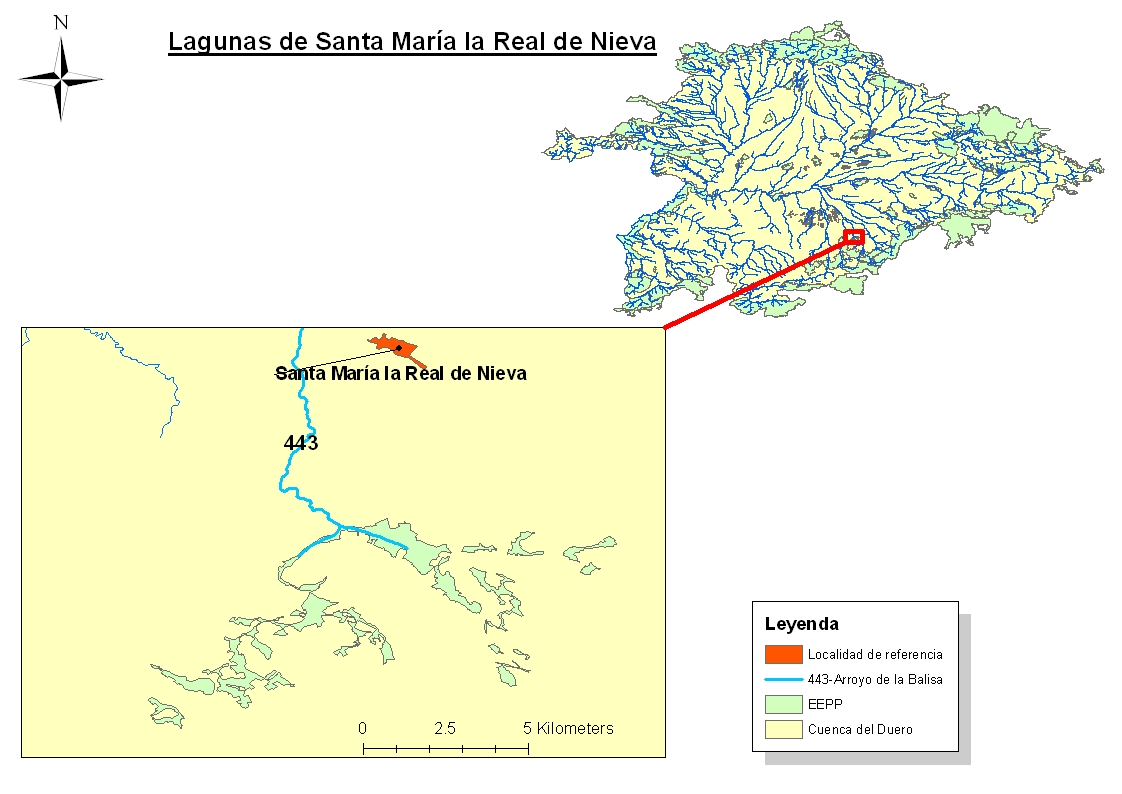 N
Lagunas de Santa María la Real de Nieva
Santa María la Real de Nieva
443
0 2.5 5 Kilometers
Leyenda
Localidad de referencia
443-Arroyo de la Balisa
EEPP
Cuenca del Duero